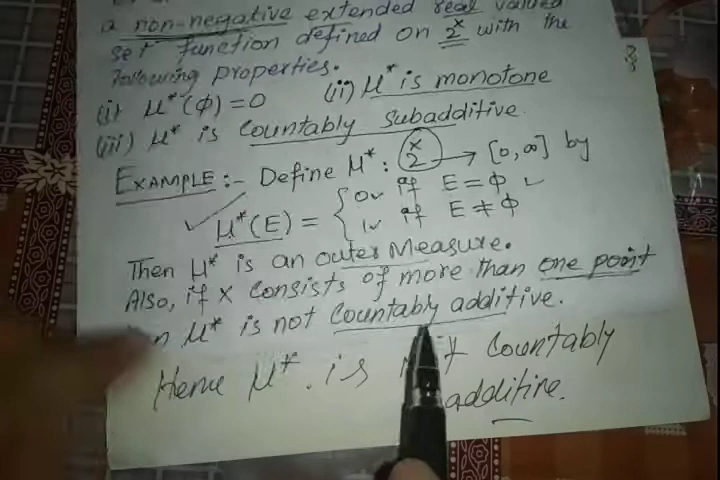 a non-negative extended real valued
set function defined on 2^X with the
following properties.
(i) μ*(φ) = 0 (ii) μ* is monotone
(iii) μ* is Countably Subadditive.
EXAMPLE:- Define μ*: 2^X → [0,∞] by
μ*(E) = { 0 if E = φ
1 if E ≠ φ
Then μ* is an outer Measure.
Also, if X Consists of more than one point
μ* is not Countably additive.
Hence μ*. is Countably
additive.